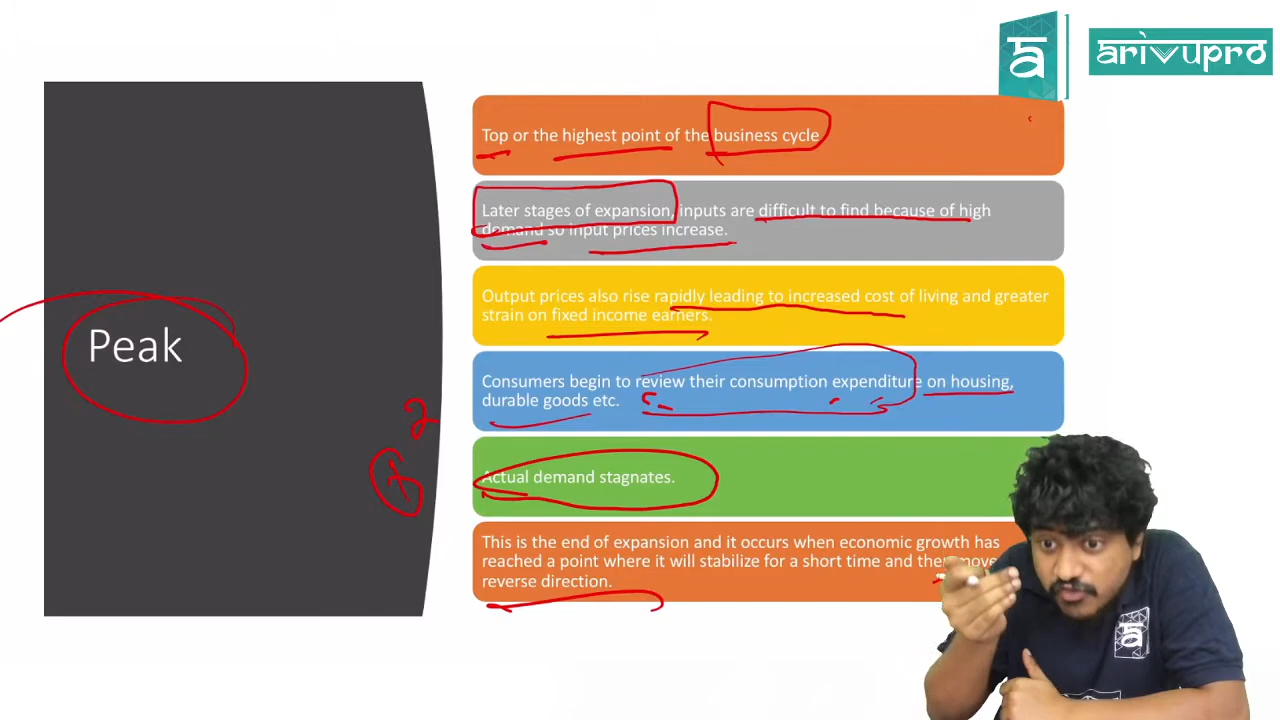 arivupro
Top or the highest point of the business cycle
Later stages of expansion, inputs are difficult to find because of high
demand so input prices increase.
Output prices also rise rapidly leading to increased cost of living and greater
strain on fixed income earners.
Peak
Consumers begin to review their consumption expenditure on housing,
durable goods etc.
2
Actual demand stagnates.
This is the end of expansion and it occurs when economic growth has
reached a point where it will stabilize for a short time and then move
reverse direction.